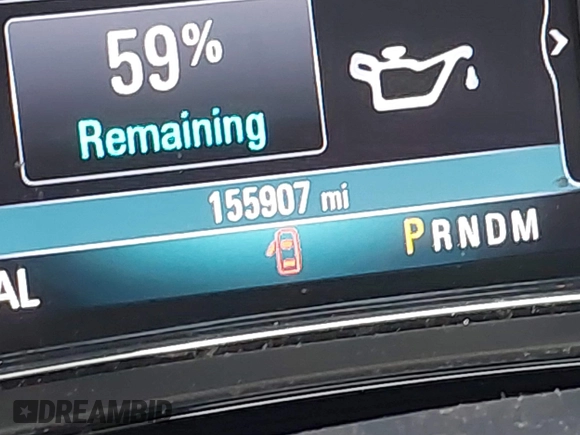 59%
Remaining
155907 mi
PRNDM
AL
DREAMBID